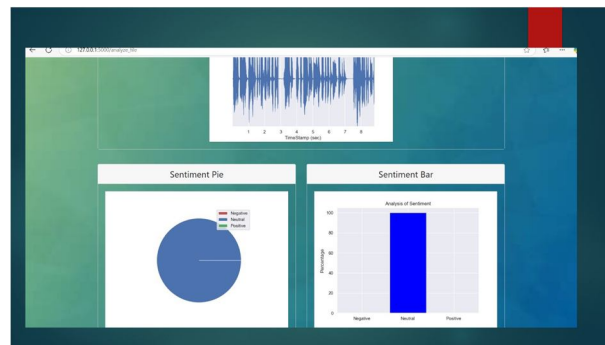 127.0.0.1:5000/analyze_file
1 2 3 4 5 6 7 8
TimeStamp (sec)
Sentiment Pie
Negative
Neutral
Positive
Sentiment Bar
Analysis of Sentiment
100
80
60
40
20
0
Percentage
Negative Neutral Positive